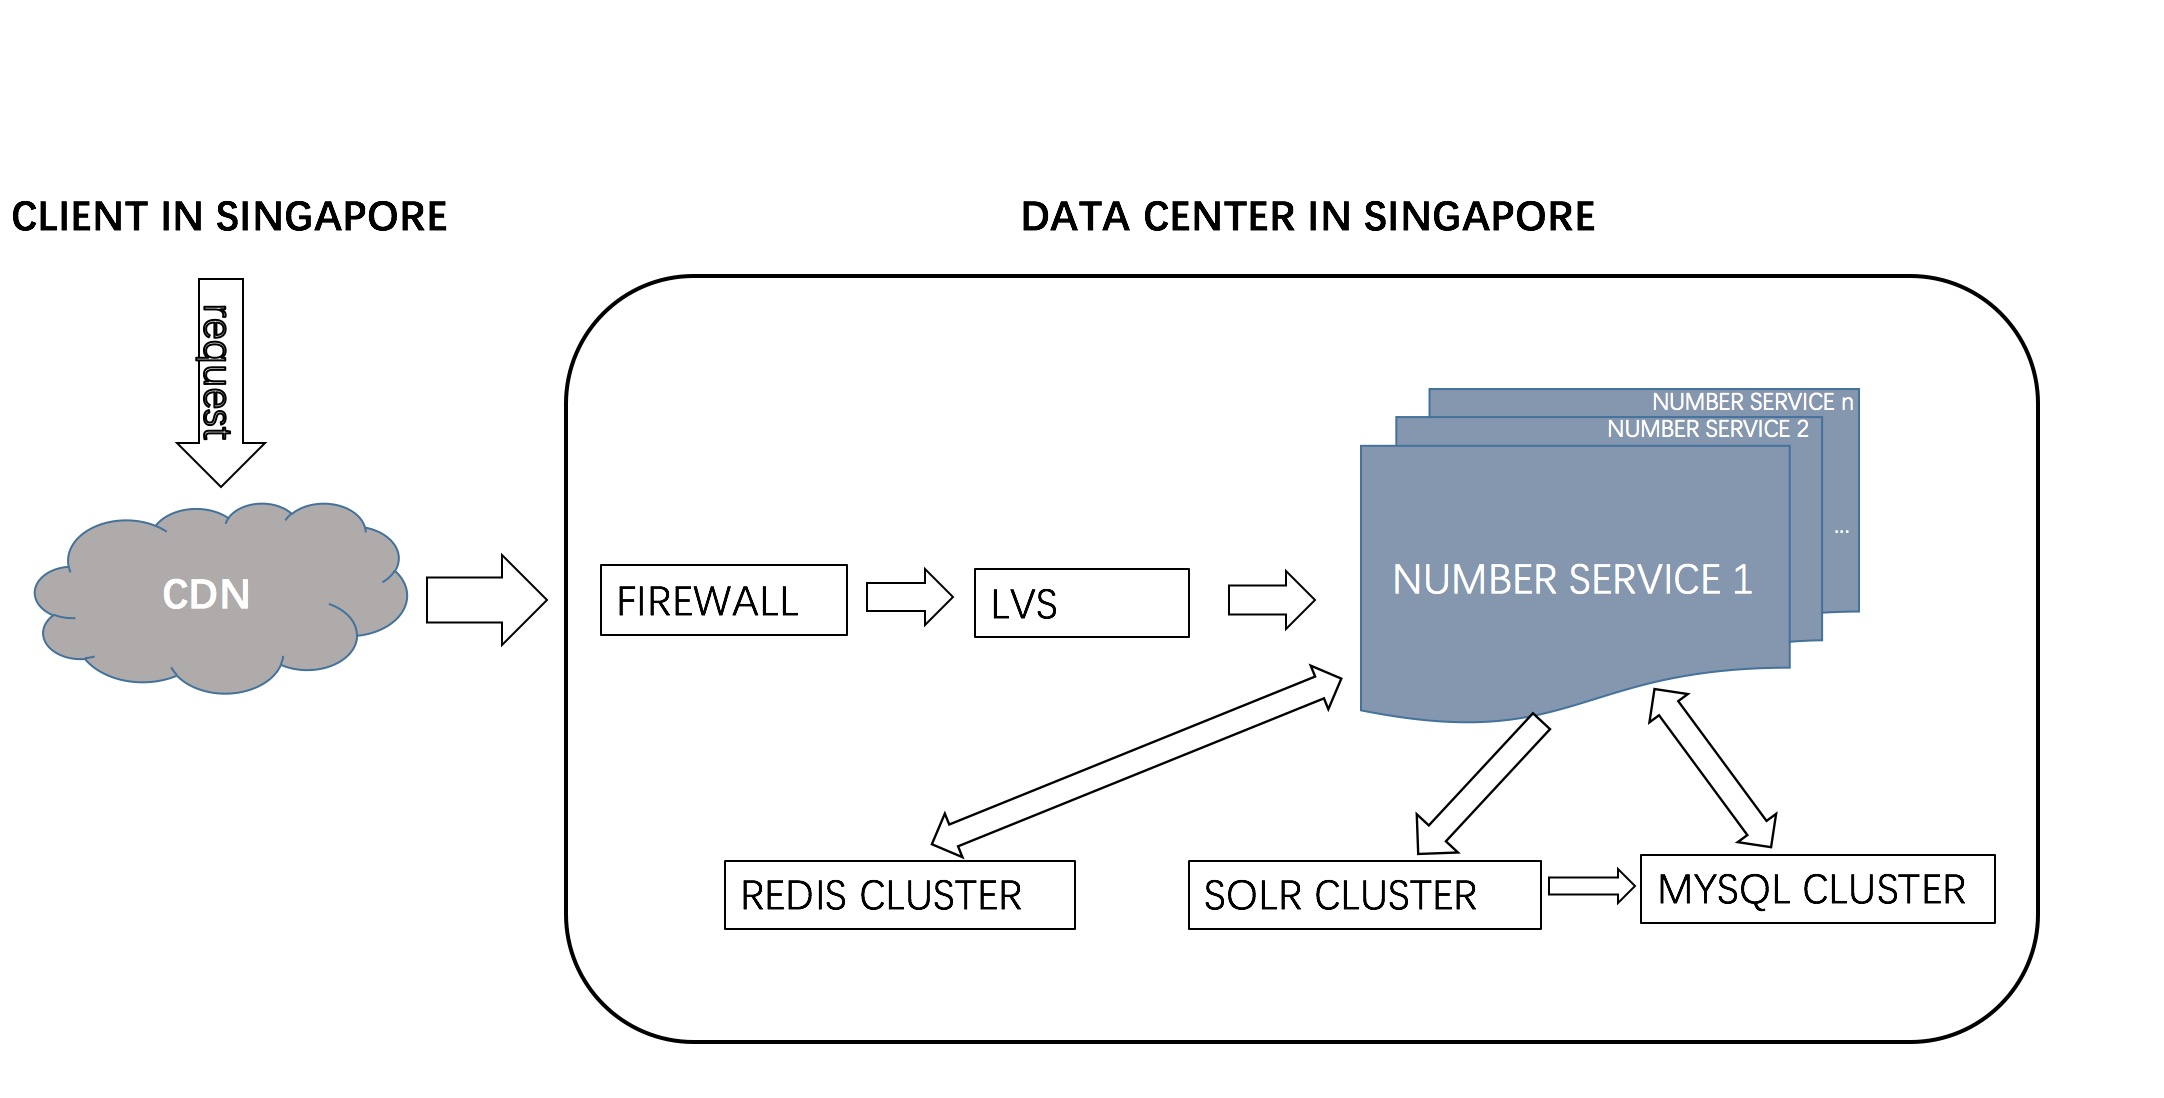 CLIENT IN SINGAPORE
DATA CENTER IN SINGAPORE
request
CDN
FIREWALL
LVS
NUMBER SERVICE n
NUMBER SERVICE 2
...
NUMBER SERVICE 1
REDIS CLUSTER
SOLR CLUSTER
MYSQL CLUSTER